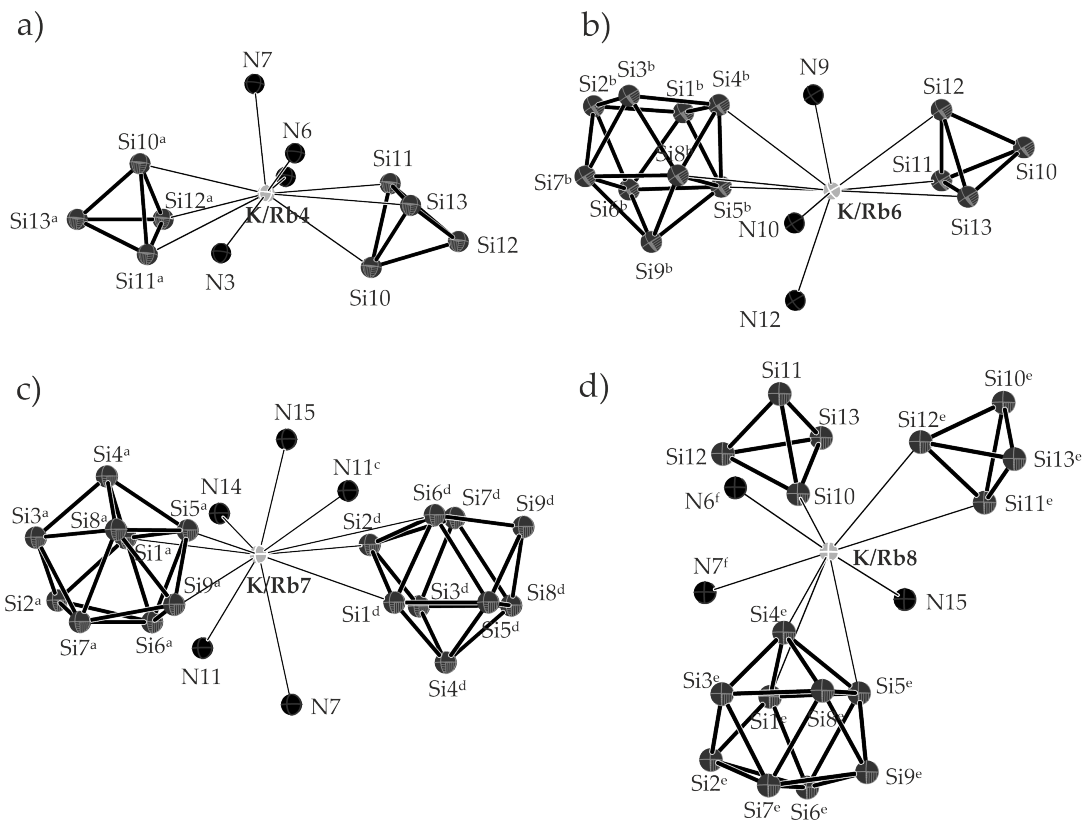 a)
N7
N6
Si10ᵃ
Si11
Si12ᵃ
Si13
Si13ᵃ
K/Rb4
Si12
Si11ᵃ
N3
Si10
b)
Si3ᵇ
Si2ᵇ
Si1ᵇ
Si4ᵇ
N9
Si12
Si8ᵇ
Si11
Si10
Si7ᵇ
Si6ᵇ
Si5ᵇ
K/Rb6
Si13
N10
Si9ᵇ
N12
c)
N15
Si4ᵃ
N11ᶜ
N14
Si6ᵈ
Si7ᵈ
Si9ᵈ
Si3ᵃ
Si8ᵃ
Si5ᵃ
Si2ᵈ
Si1ᵃ
K/Rb7
Si9ᵃ
Si3ᵈ
Si8ᵈ
Si2ᵃ
Si1ᵈ
Si5ᵈ
Si7ᵃ
Si6ᵃ
N11
Si4ᵈ
N7
d)
Si11
Si10ᵉ
Si13
Si12ᵉ
Si12
Si13ᵉ
N6ᶠ
Si10
Si11ᵉ
K/Rb8
N7ᶠ
N15
Si4ᵉ
Si3ᵉ
Si5ᵉ
Si1ᵉ
Si8ᵉ
Si2ᵉ
Si9ᵉ
Si7ᵉ
Si6ᵉ